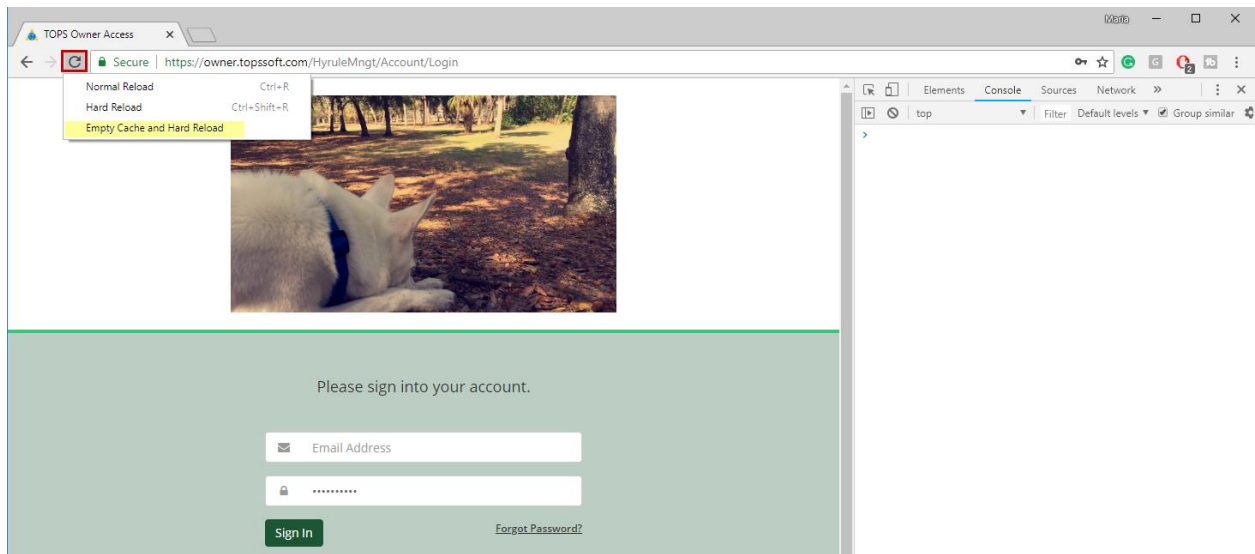 Maria
TOPS Owner Access
Secure https://owner.topssoft.com/HyruleMngt/Account/Login
2
Normal Reload Ctrl+R
Hard Reload Ctrl+Shift+R
Empty Cache and Hard Reload
Elements Console Sources Network »
top Filter Default levels Group similar
Please sign into your account.
Email Address
••••••••••
Sign In Forgot Password?